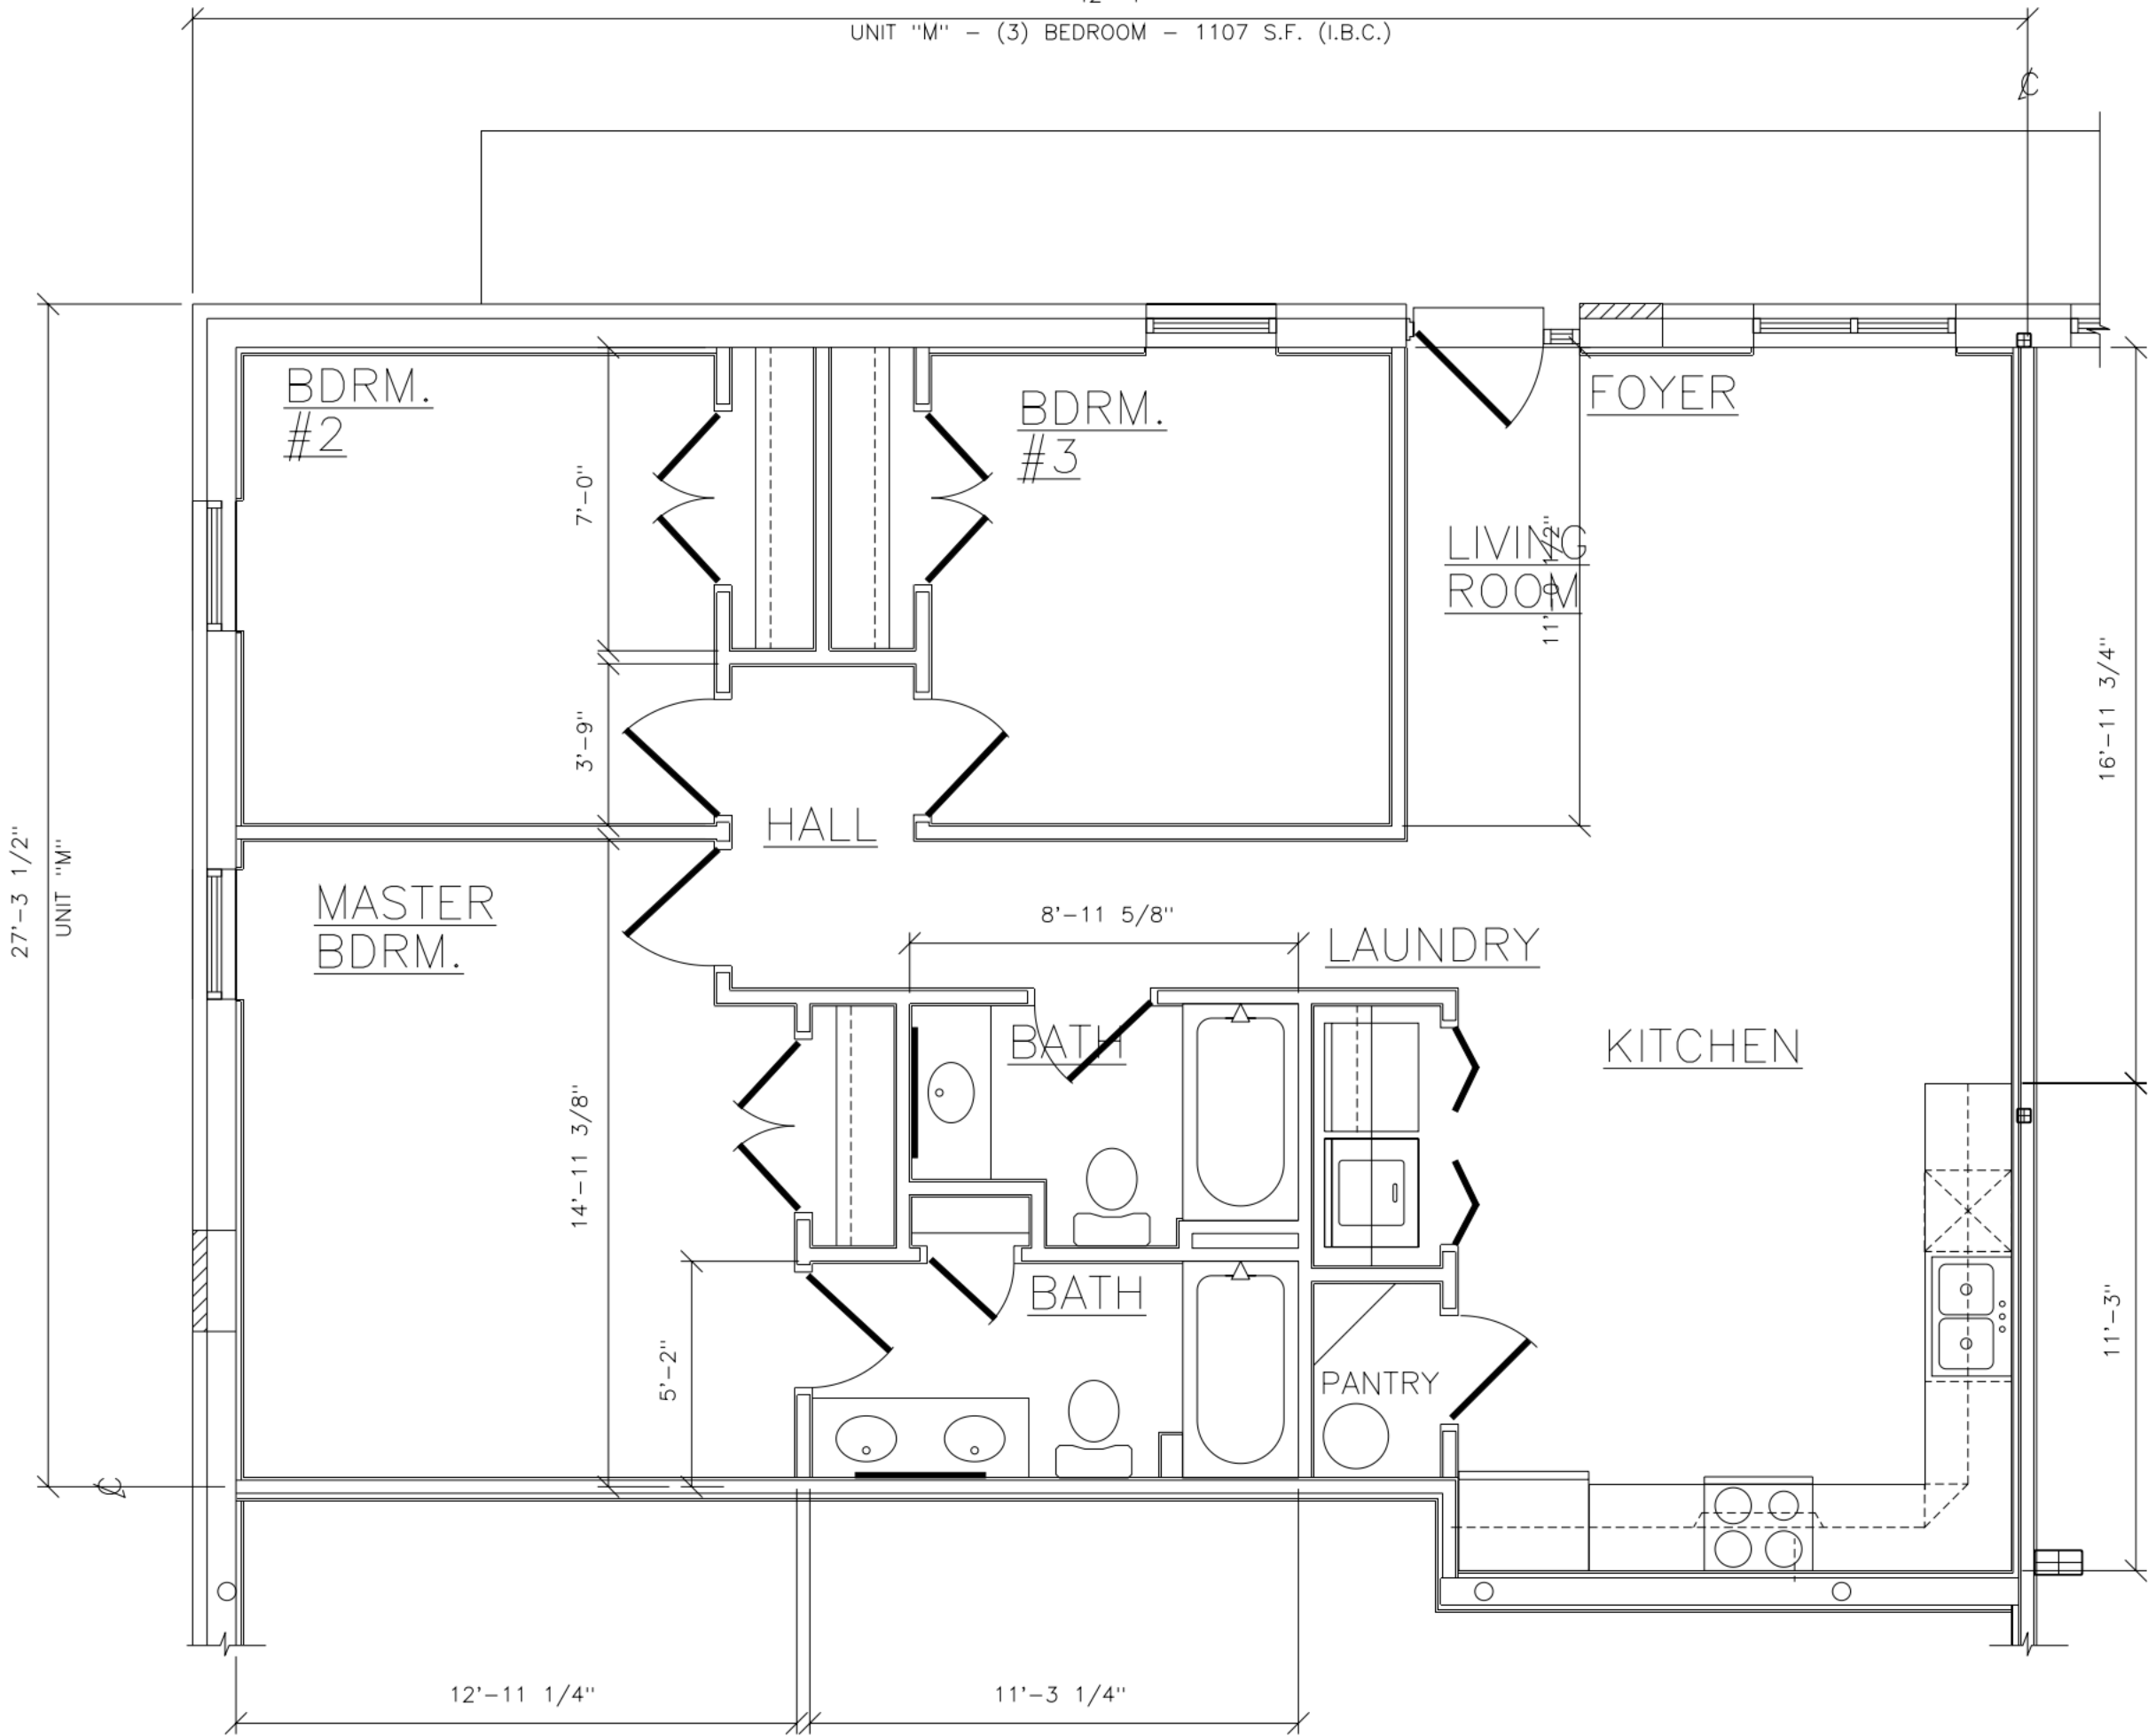 UNIT "M" - (3) BEDROOM - 1107 S.F. (I.B.C.)
BDRM.
#2
BDRM.
#3
FOYER
7'-0"
LIVING
ROOM
16'-11 3/4"
3'-9"
HALL
27'-3 1/2"
UNIT "M"
MASTER
BDRM.
8'-11 5/8"
LAUNDRY
BATH
KITCHEN
14'-11 3/8"
BATH
5'-2"
PANTRY
11'-3"
12'-11 1/4"
11'-3 1/4"